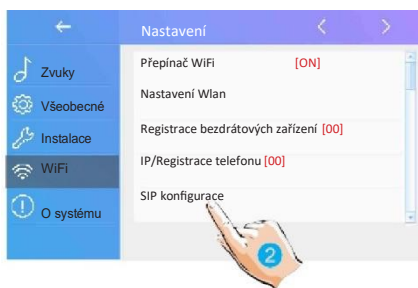 Nastavení
Zvuky
Všeobecné
Instalace
WiFi
O systému
Přepínač WiFi [ON]
Nastavení Wlan
Registrace bezdrátových zařízení [00]
IP/Registrace telefonu [00]
SIP konfigurace
2